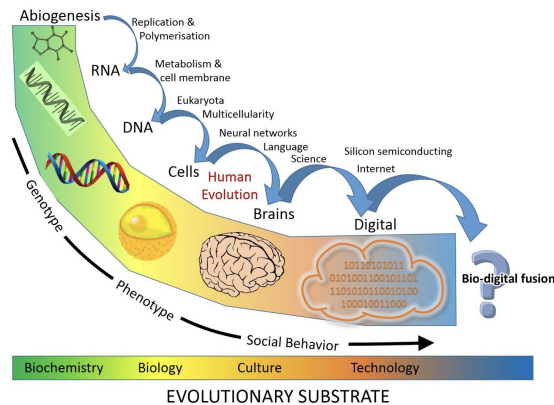 Abiogenesis
Replication &
Polymerisation
RNA
Metabolism &
cell membrane
DNA
Eukaryota
Multicellularity
Cells
Neural networks
Language
Science
Human
Evolution
Brains
Silicon semiconducting
Internet
Digital
?
Bio-digital fusion
10110101011
0101001100101101
1101010110010100
100010011000
Genotype
Phenotype
Social Behavior
Biochemistry Biology Culture Technology
EVOLUTIONARY SUBSTRATE